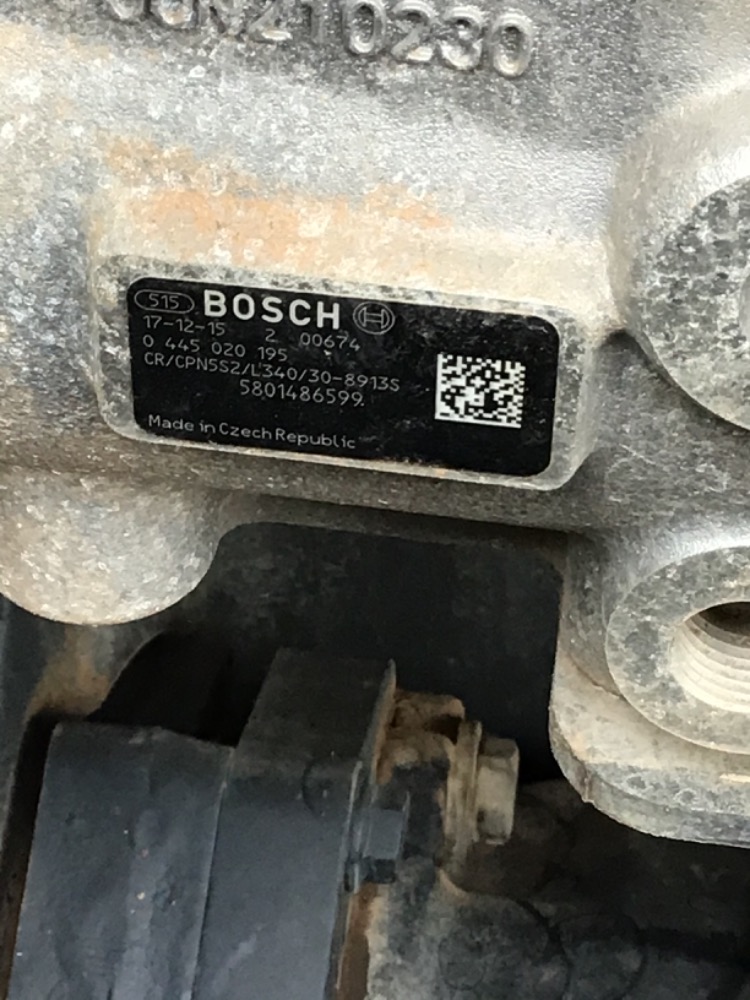 515 BOSCH
17-12-15 2 00674
0 445 020 195
CR/CPN5S2/L340/30-8913S
5801486599
Made in Czech Republic